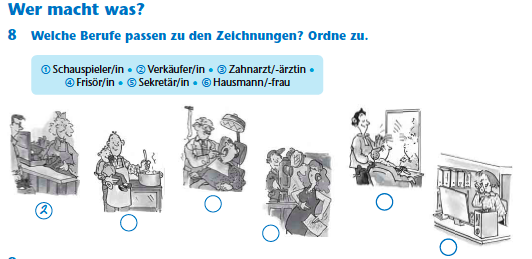 Wer macht was?
8 Welche Berufe passen zu den Zeichnungen? Ordne zu.
① Schauspieler/in • ② Verkäufer/in • ③ Zahnarzt/-ärztin •
④ Frisör/in • ⑤ Sekretär/in • ⑥ Hausmann/-frau
2